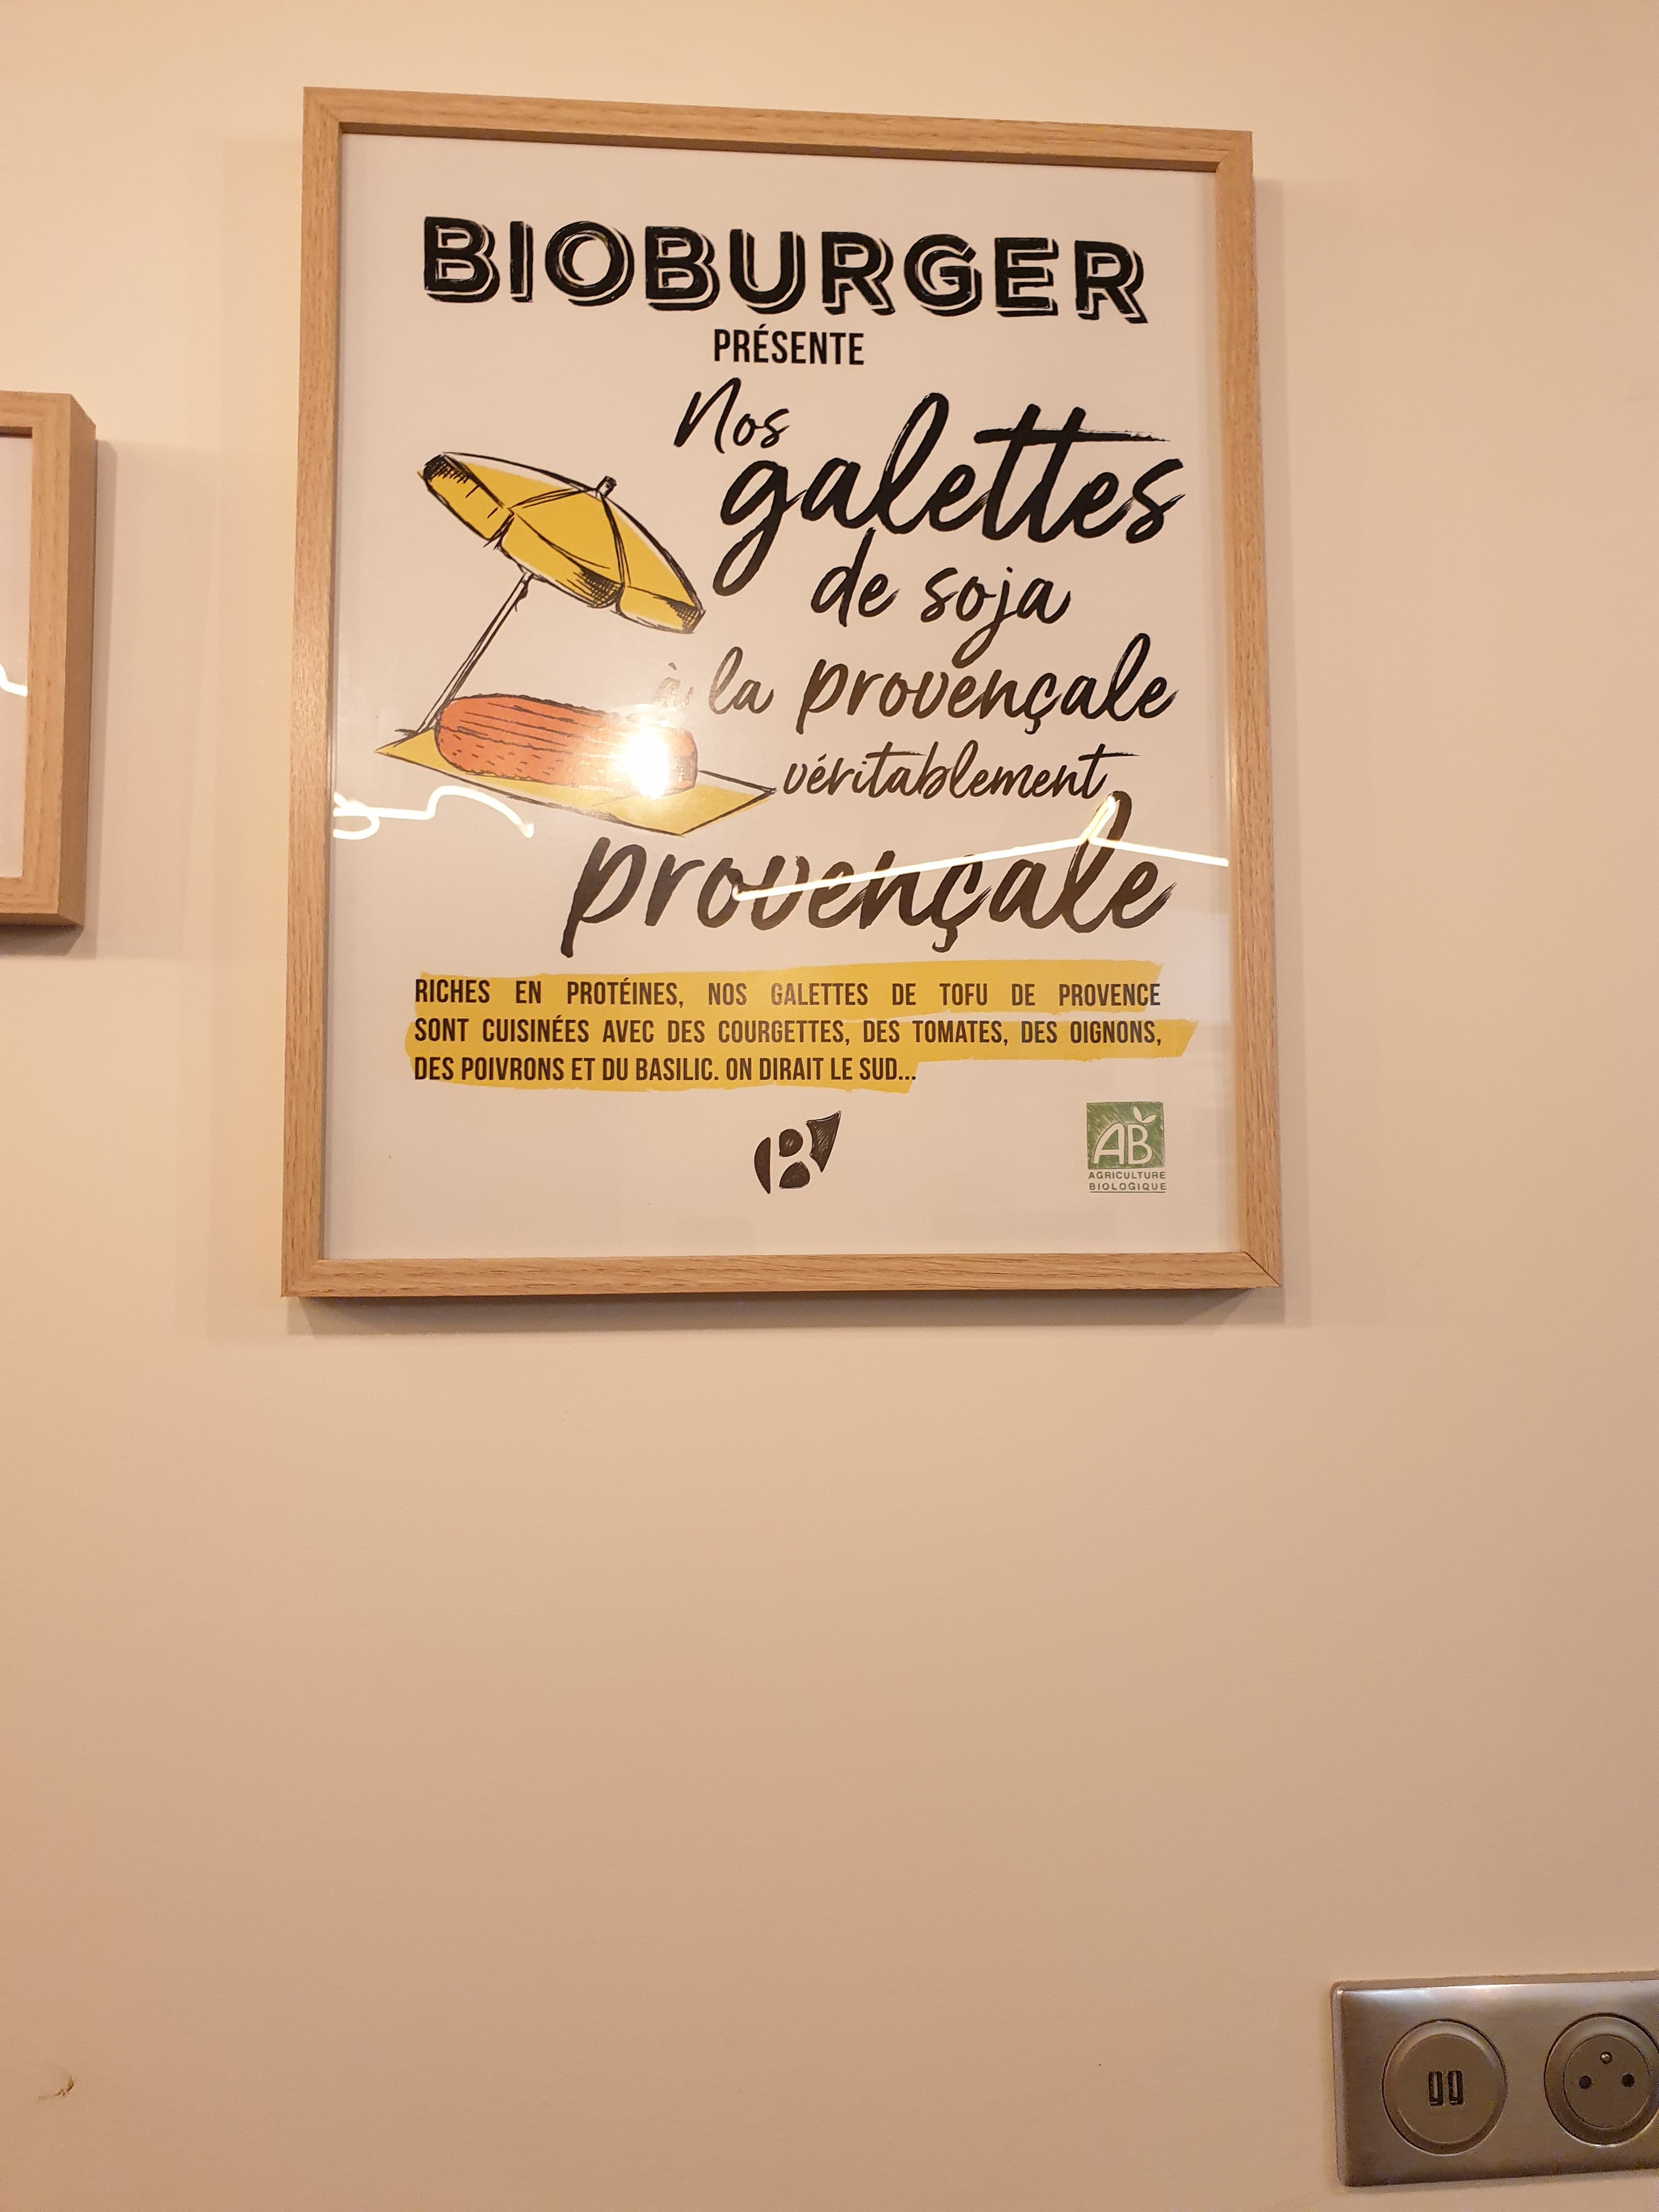 BIOBURGER
PRÉSENTE
Nos
galettes
de soja
à la provençale
véritablement
provençale
RICHES EN PROTÉINES, NOS GALETTES DE TOFU DE PROVENCE
SONT CUISINÉES AVEC DES COURGETTES, DES TOMATES, DES OIGNONS,
DES POIVRONS ET DU BASILIC. ON DIRAIT LE SUD...
B
AB
AGRICULTURE
BIOLOGIQUE